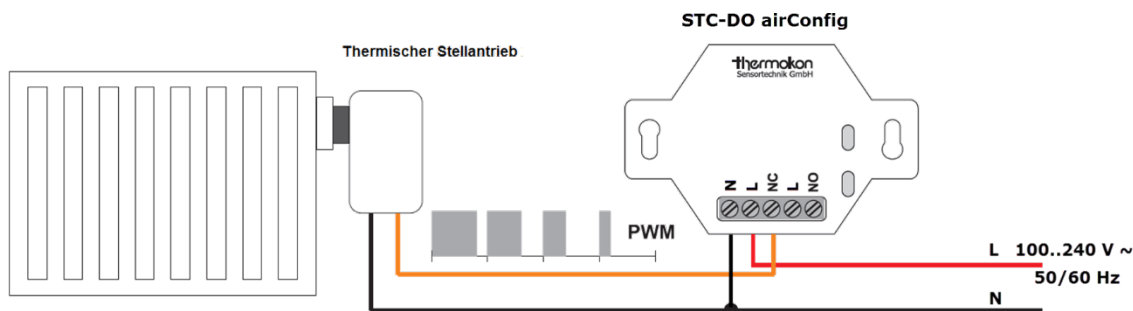 STC-DO airConfig
Thermischer Stellantrieb
thermokon
Sensortechnik GmbH
N L NC L NO
PWM
L 100..240 V ~
50/60 Hz
N